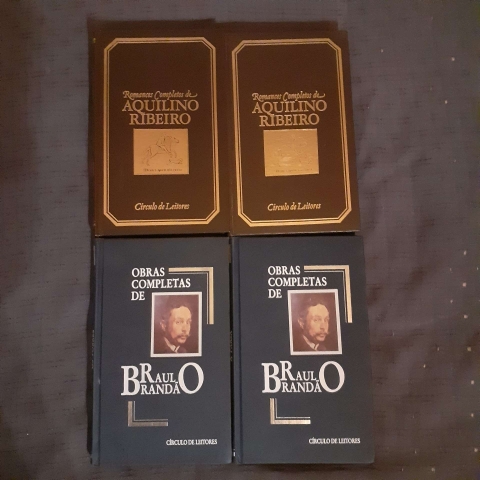 Romances Completos de
AQUILINO
RIBEIRO
Círculo de Leitores
Romances Completos de
AQUILINO
RIBEIRO
Círculo de Leitores
OBRAS
COMPLETAS
DE
RAUL
BRANDÃO
CÍRCULO DE LEITORES
OBRAS
COMPLETAS
DE
RAUL
BRANDÃO
CÍRCULO DE LEITORES